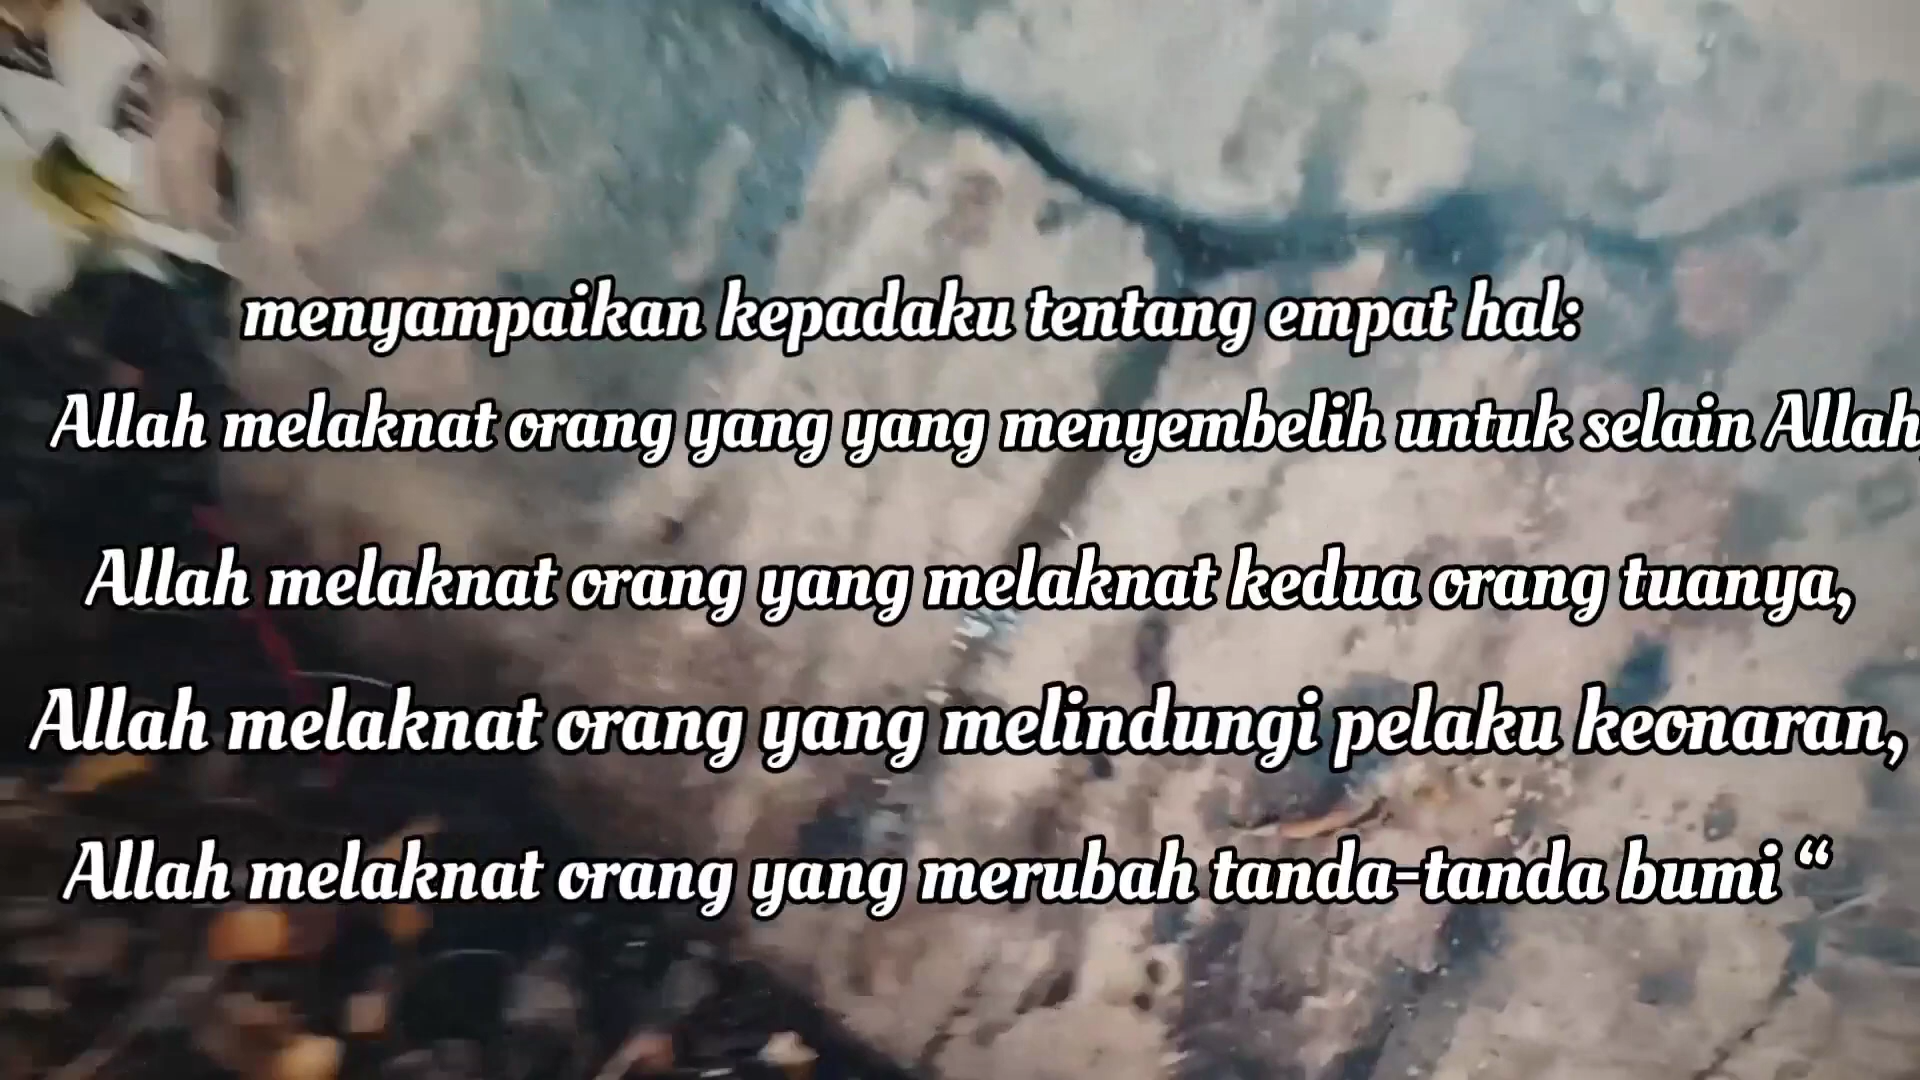 menyampaikan kepadaku tentang empat hal:
Allah melaknat orang yang yang menyembelih untuk selain Allah,
Allah melaknat orang yang melaknat kedua orang tuanya,
Allah melaknat orang yang melindungi pelaku keonaran,
Allah melaknat orang yang merubah tanda-tanda bumi “